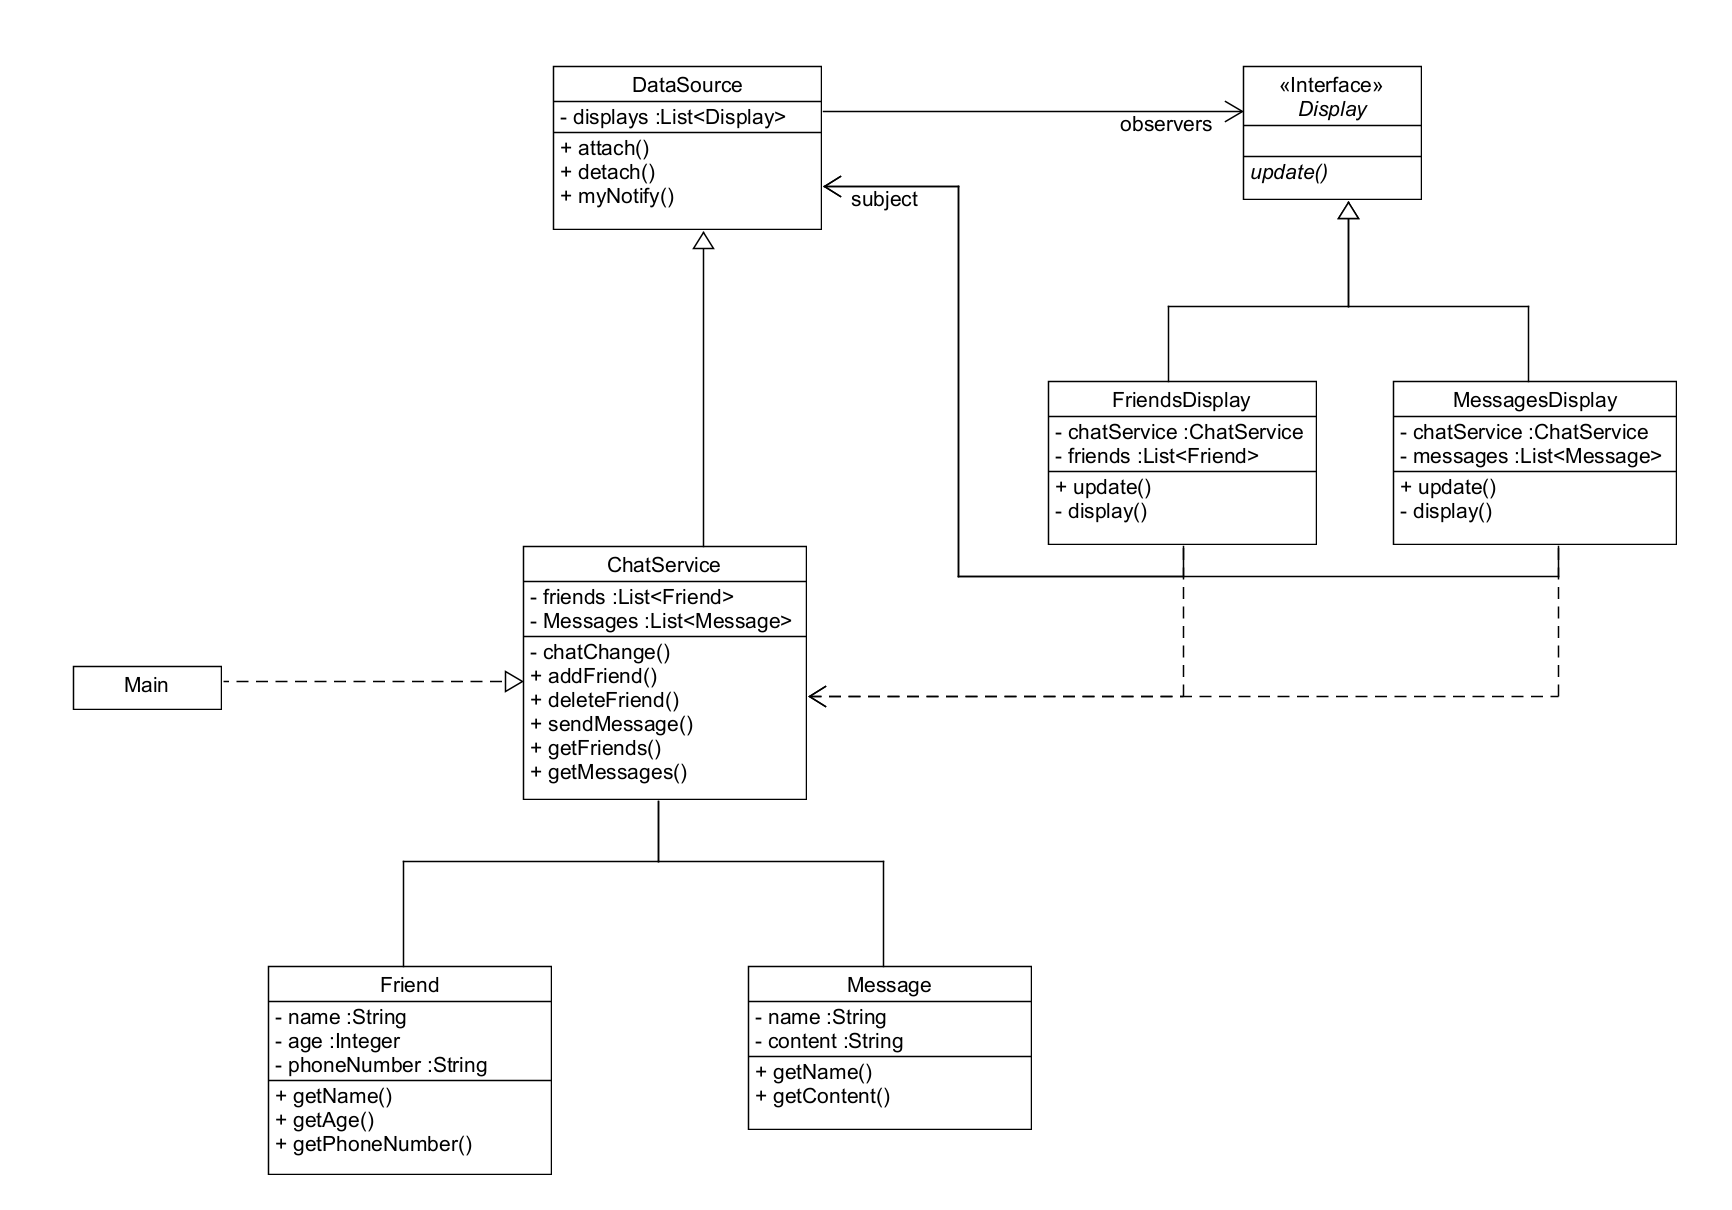 DataSource
- displays :List<Display>
+ attach()
+ detach()
+ myNotify()
observers
subject
«Interface»
Display
update()
FriendsDisplay
- chatService :ChatService
- friends :List<Friend>
+ update()
- display()
MessagesDisplay
- chatService :ChatService
- messages :List<Message>
+ update()
- display()
ChatService
- friends :List<Friend>
- Messages :List<Message>
- chatChange()
+ addFriend()
+ deleteFriend()
+ sendMessage()
+ getFriends()
+ getMessages()
Main
Friend
- name :String
- age :Integer
- phoneNumber :String
+ getName()
+ getAge()
+ getPhoneNumber()
Message
- name :String
- content :String
+ getName()
+ getContent()